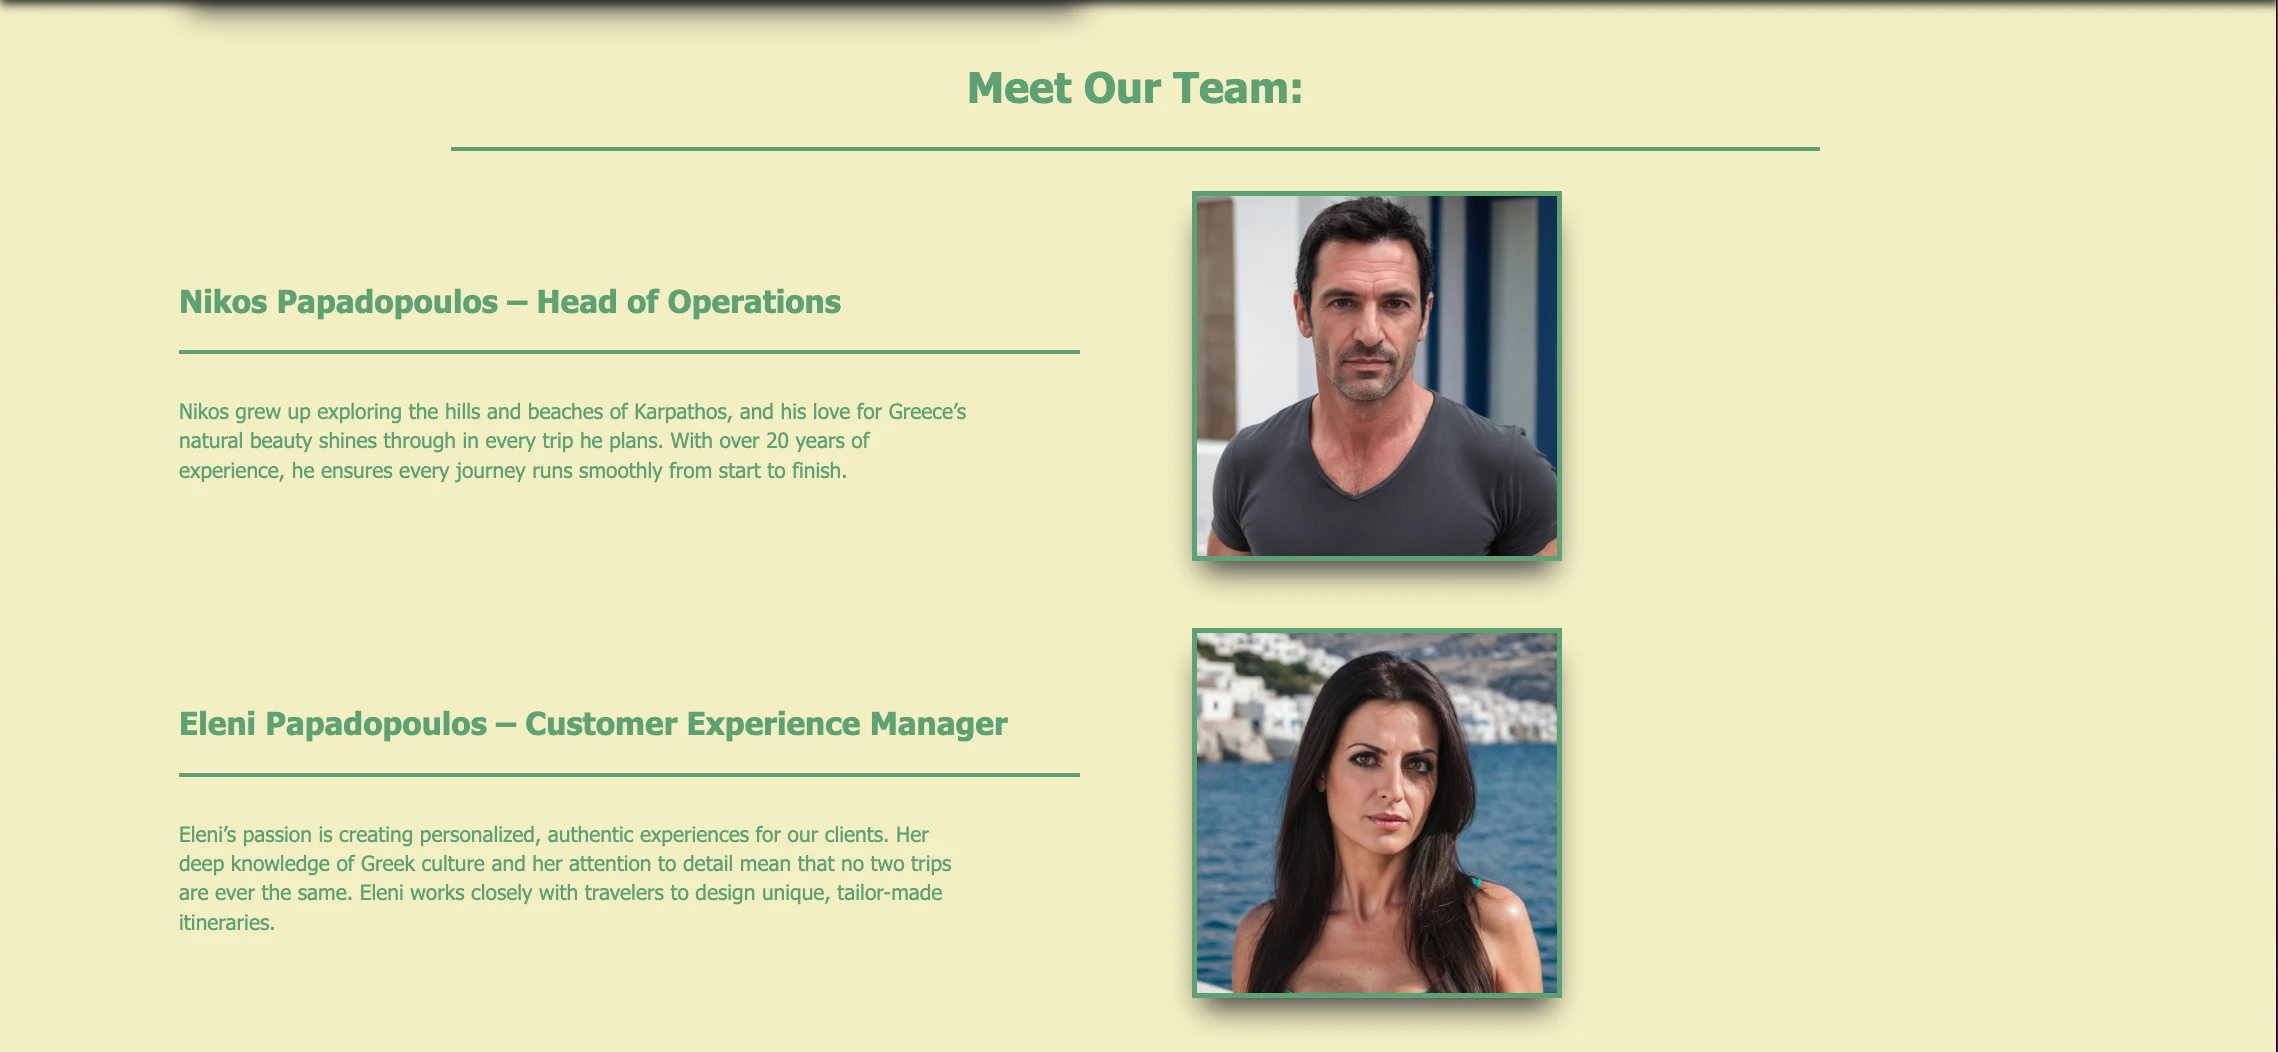 Meet Our Team:
Nikos Papadopoulos – Head of Operations
Nikos grew up exploring the hills and beaches of Karpathos, and his love for Greece’s
natural beauty shines through in every trip he plans. With over 20 years of
experience, he ensures every journey runs smoothly from start to finish.
Eleni Papadopoulos – Customer Experience Manager
Eleni’s passion is creating personalized, authentic experiences for our clients. Her
deep knowledge of Greek culture and her attention to detail mean that no two trips
are ever the same. Eleni works closely with travelers to design unique, tailor-made
itineraries.